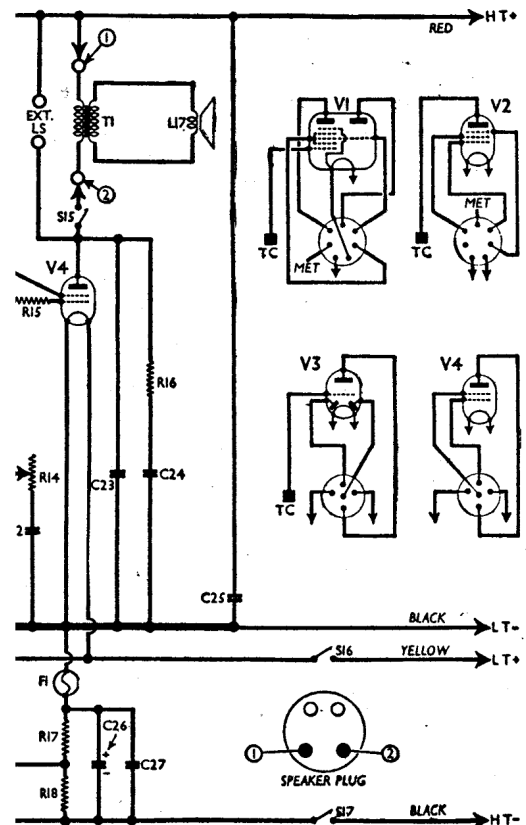 HT+
RED
1
EXT.
LS
T1
L17
V1
V2
2
S15
MET
TC
TC
MET
V4
R15
V3
V4
R16
R14
C23
C24
TC
2
C25
BLACK
LT-
S16
YELLOW
LT+
F1
C26
+
-
R17
C27
1
2
R18
SPEAKER PLUG
S17
BLACK
HT-